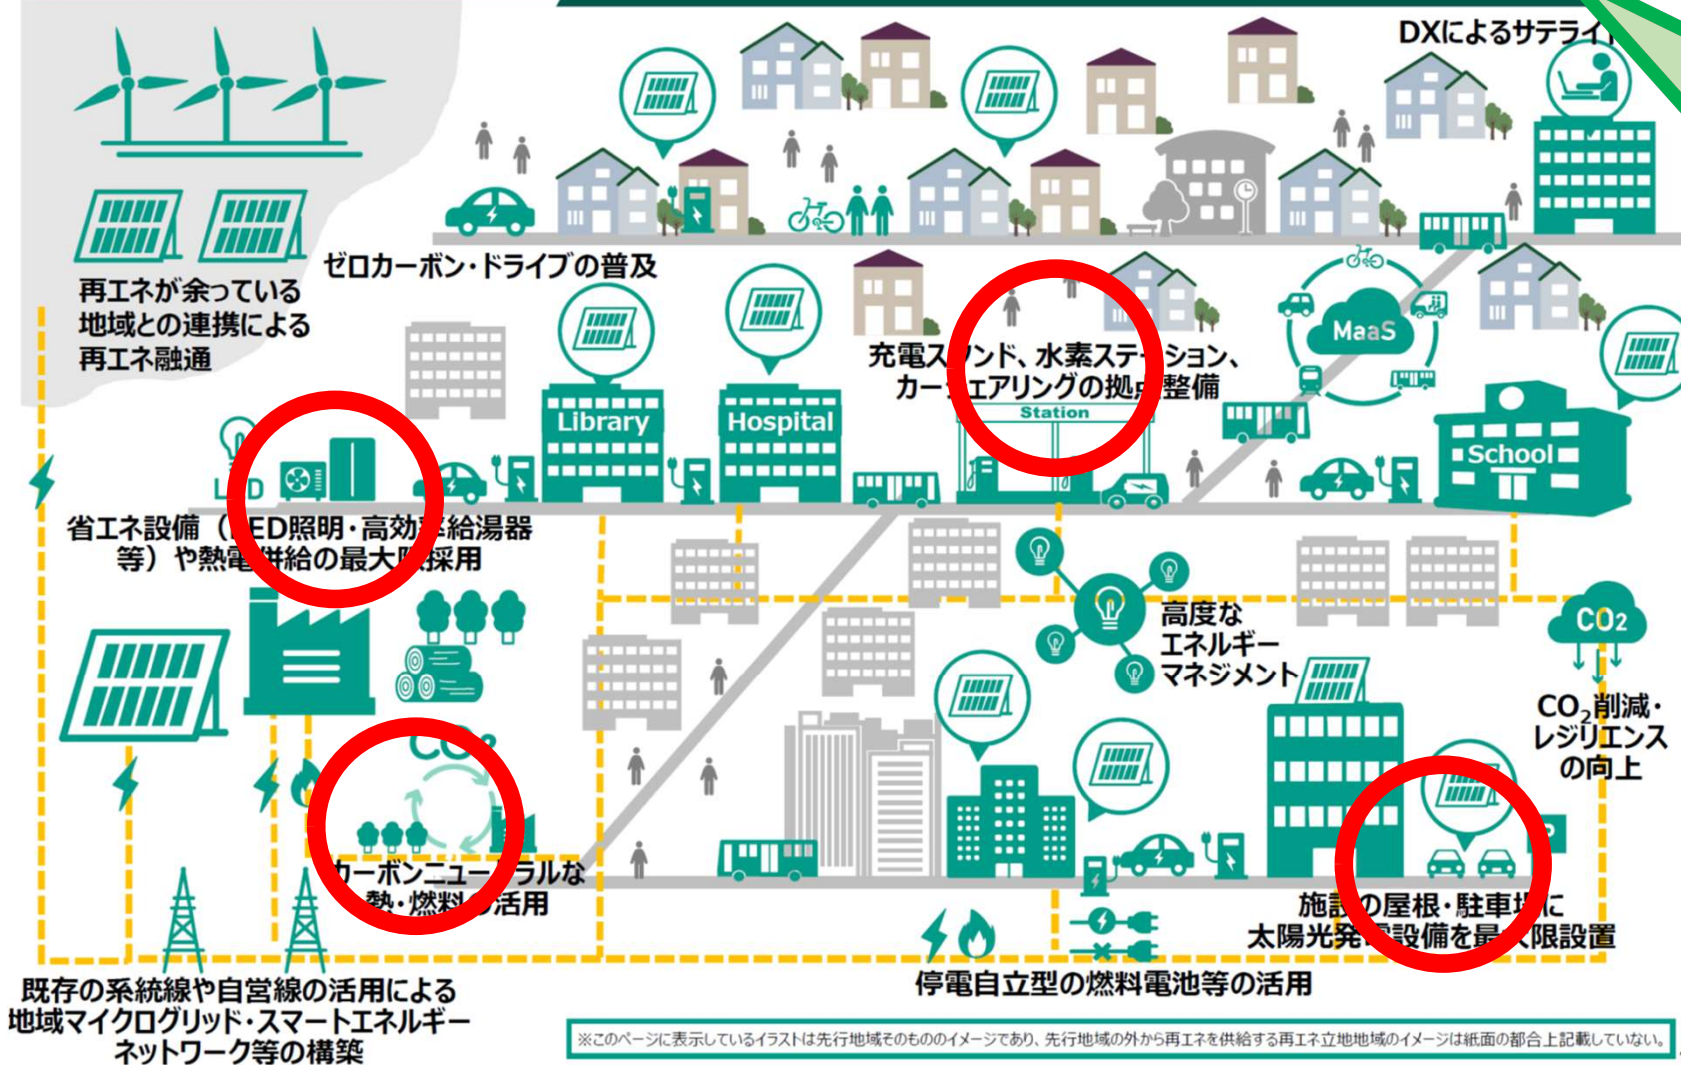 DXによるサテライ
ゼロカーボン・ドライブの普及
再エネが余っている
地域との連携による
再エネ融通
MaaS
充電スタンド、水素ステーション、
カーシェアリングの拠点整備
Station
Library
Hospital
School
LED
省エネ設備（LED照明・高効率給湯器
等）や熱電併給の最大限採用
高度な
エネルギー
マネジメント
CO2
CO₂削減・
レジリエンス
の向上
CO₂
カーボンニュートラルな
熱・燃料の活用
P
施設の屋根・駐車場に
太陽光発電設備を最大限設置
停電自立型の燃料電池等の活用
既存の系統線や自営線の活用による
地域マイクログリッド・スマートエネルギー
ネットワーク等の構築
※このページに表示しているイラストは先行地域そのもののイメージであり、先行地域の外から再エネを供給する再エネ立地地域のイメージは紙面の都合上記載していない。